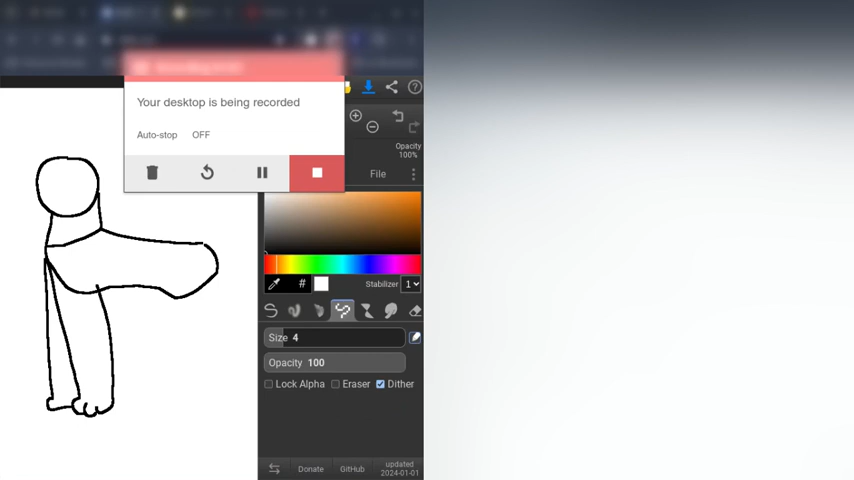 Your desktop is being recorded
Auto-stop OFF
Opacity
100%
File
# Stabilizer 1
Size 4
Opacity 100
Lock Alpha Eraser Dither
Donate GitHub updated
2024-01-01